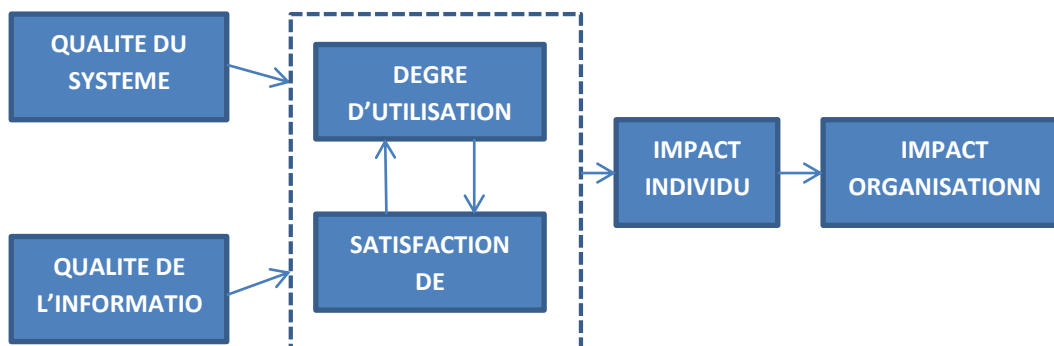 QUALITE DU
SYSTEME
DEGRE
D’UTILISATION
IMPACT
INDIVIDU
IMPACT
ORGANISATIONN
SATISFACTION
DE
QUALITE DE
L’INFORMATIO